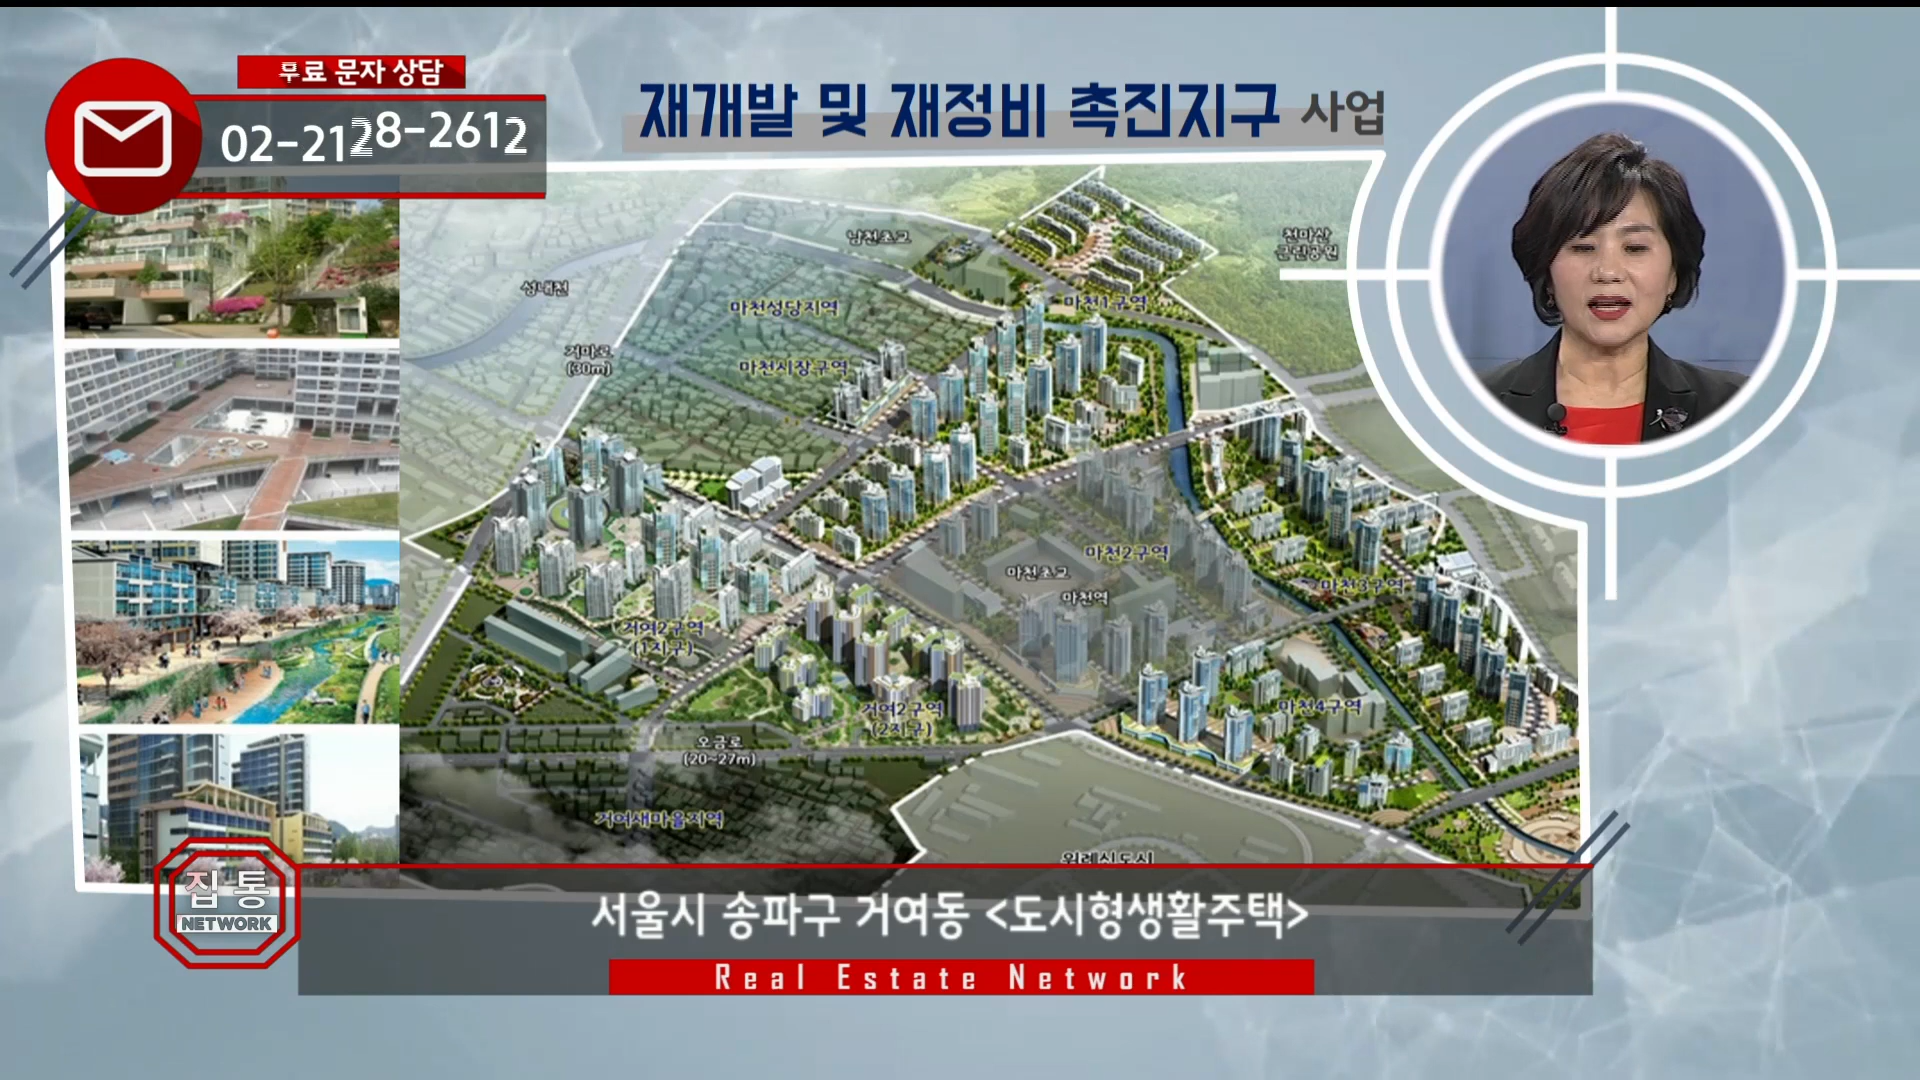 무료 문자 상담
02-2128-2612
재개발 및 재정비 촉진지구 사업
남천초교
천마산
근린공원
성내천
마천성당지역
마천1구역
거마로
(30m)
마천시장구역
마천2구역
마천초교
마천역
마천3구역
거여2구역
(1지구)
거여2구역
(2지구)
마천4구역
오금로
(20~27m)
거여새마을지역
위례신도시
집통
NETWORK
서울시 송파구 거여동 <도시형생활주택>
Real Estate Network